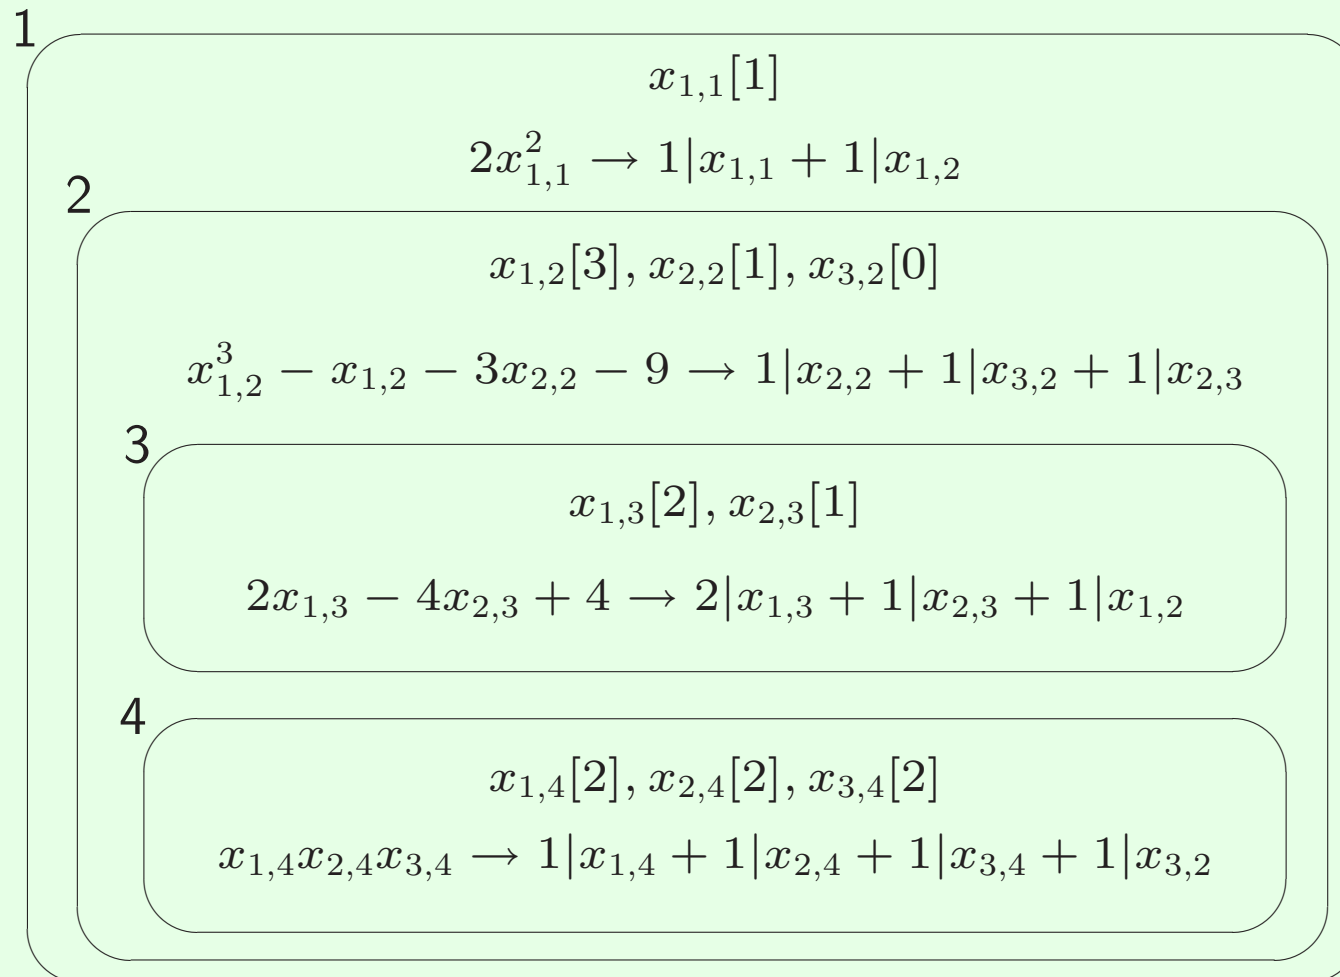 1
x_{1,1}[1]
2x_{1,1}^2 → 1|x_{1,1} + 1|x_{1,2}
2
x_{1,2}[3], x_{2,2}[1], x_{3,2}[0]
x_{1,2}^3 − x_{1,2} − 3x_{2,2} − 9 → 1|x_{2,2} + 1|x_{3,2} + 1|x_{2,3}
3
x_{1,3}[2], x_{2,3}[1]
2x_{1,3} − 4x_{2,3} + 4 → 2|x_{1,3} + 1|x_{2,3} + 1|x_{1,2}
4
x_{1,4}[2], x_{2,4}[2], x_{3,4}[2]
x_{1,4}x_{2,4}x_{3,4} → 1|x_{1,4} + 1|x_{2,4} + 1|x_{3,4} + 1|x_{3,2}